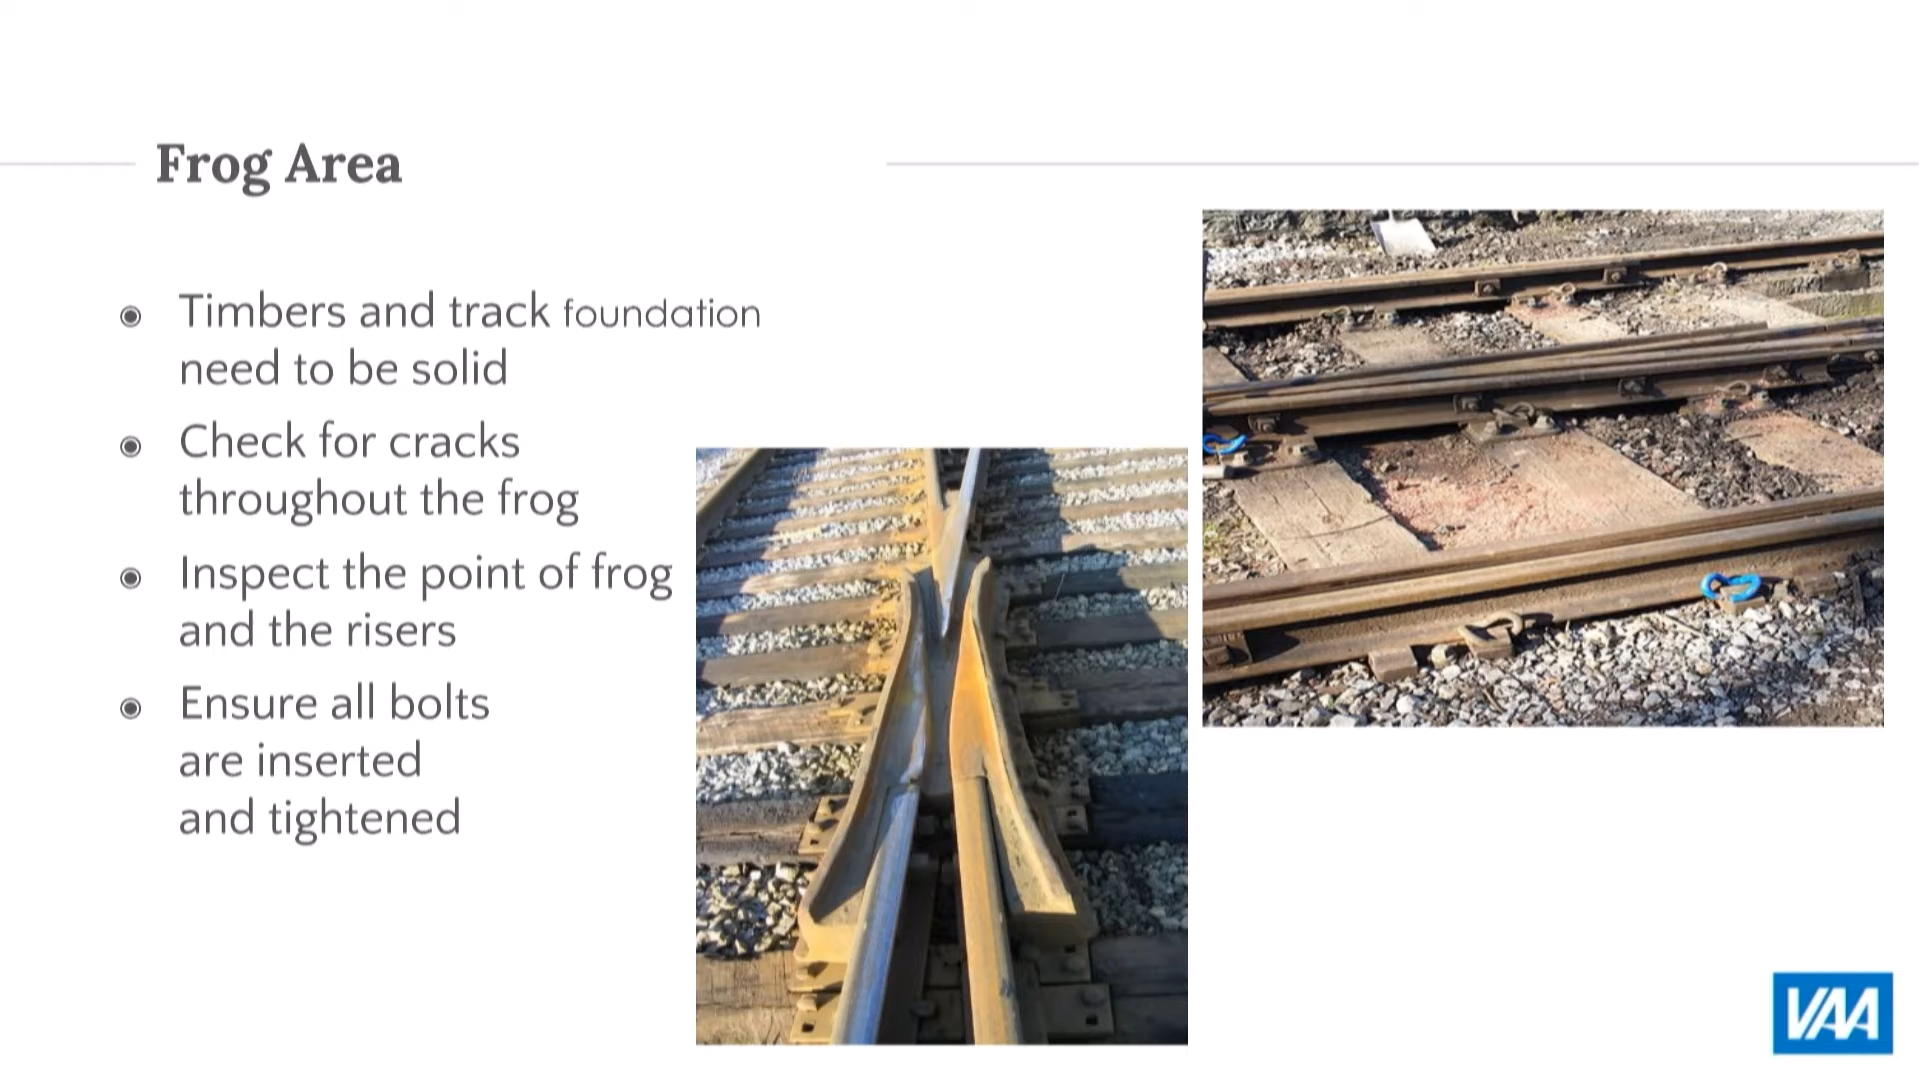 Frog Area
Timbers and track foundation
need to be solid
Check for cracks
throughout the frog
Inspect the point of frog
and the risers
Ensure all bolts
are inserted
and tightened
VAA